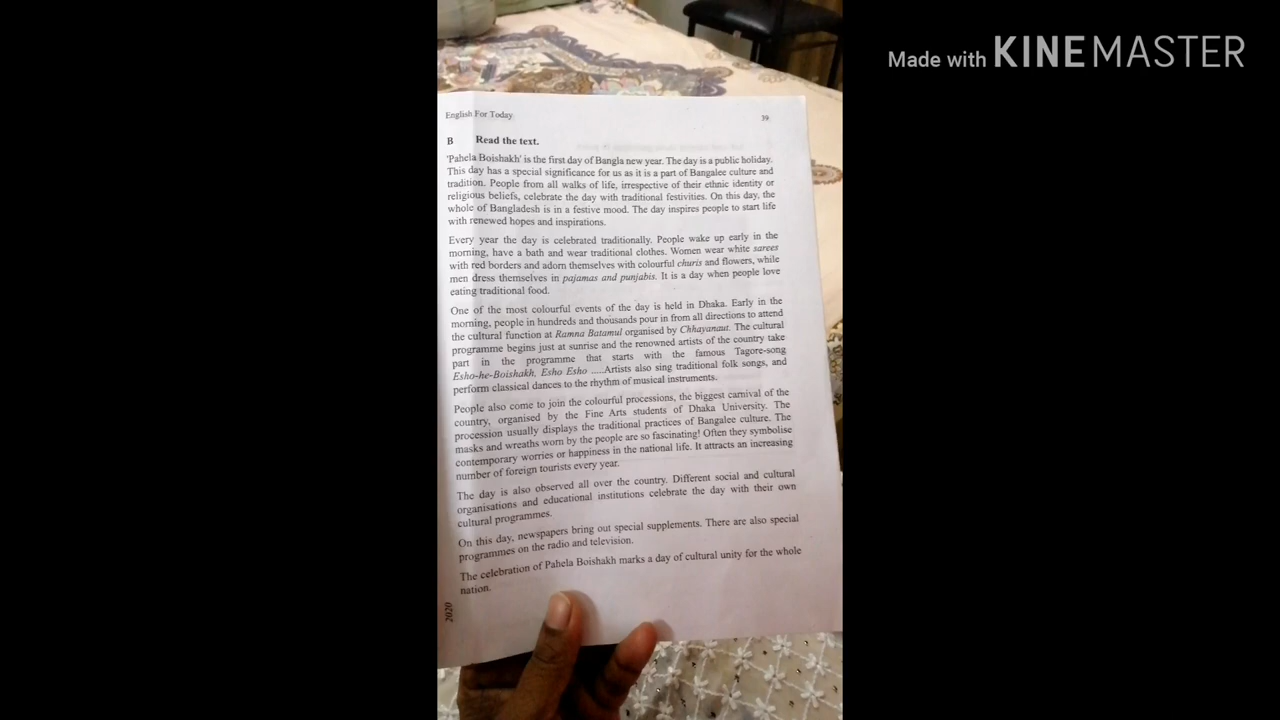 Made with KINEMASTER
English For Today
39
B Read the text.
'Pahela Boishakh' is the first day of Bangla new year. The day is a public holiday.
This day has a special significance for us as it is a part of Bangalee culture and
tradition. People from all walks of life, irrespective of their ethnic identity or
religious beliefs, celebrate the day with traditional festivities. On this day, the
whole of Bangladesh is in a festive mood. The day inspires people to start life
with renewed hopes and inspirations.
Every year the day is celebrated traditionally. People wake up early in the
morning, have a bath and wear traditional clothes. Women wear white sarees
with red borders and adorn themselves with colourful churis and flowers, while
men dress themselves in pajamas and punjabis. It is a day when people love
eating traditional food.
One of the most colourful events of the day is held in Dhaka. Early in the
morning, people in hundreds and thousands pour in from all directions to attend
the cultural function at Ramna Batamul organised by Chhayanaut. The cultural
programme begins just at sunrise and the renowned artists of the country take
part in the programme that starts with the famous Tagore-song
Esho-he-Boishakh, Esho Esho .....Artists also sing traditional folk songs, and
perform classical dances to the rhythm of musical instruments.
People also come to join the colourful processions, the biggest carnival of the
country, organised by the Fine Arts students of Dhaka University. The
procession usually displays the traditional practices of Bangalee culture. The
masks and wreaths worn by the people are so fascinating! Often they symbolise
contemporary worries or happiness in the national life. It attracts an increasing
number of foreign tourists every year.
The day is also observed all over the country. Different social and cultural
organisations and educational institutions celebrate the day with their own
cultural programmes.
On this day, newspapers bring out special supplements. There are also special
programmes on the radio and television.
The celebration of Pahela Boishakh marks a day of cultural unity for the whole
nation.
2020